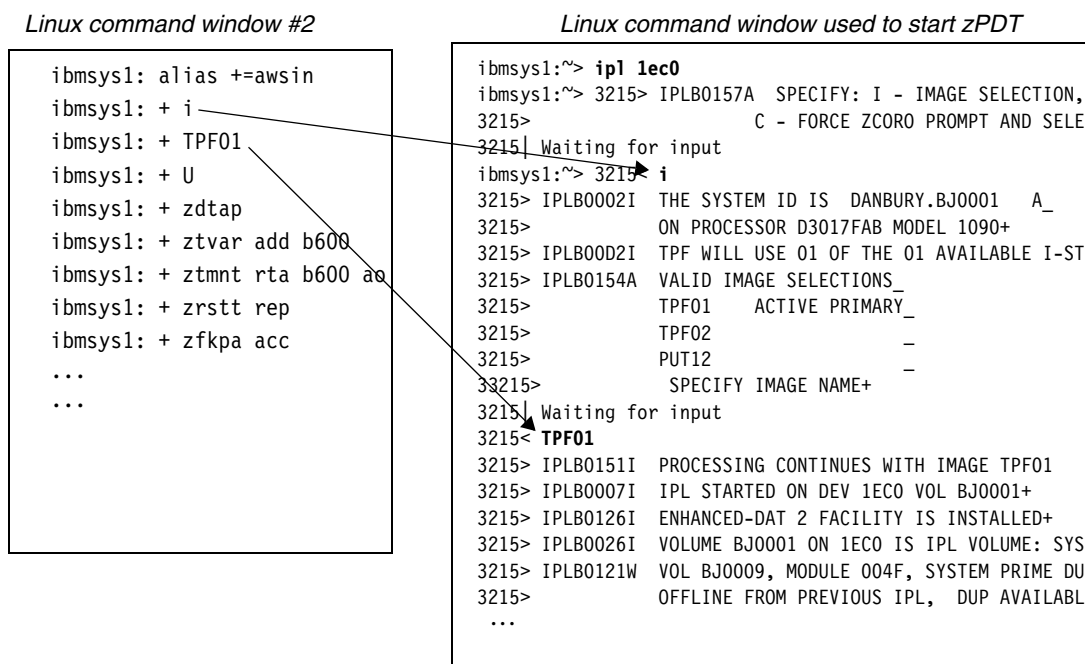 Linux command window #2
ibmsys1: alias +=awsin
ibmsys1: + i
ibmsys1: + TPF01
ibmsys1: + U
ibmsys1: + zdtap
ibmsys1: + ztvar add b600
ibmsys1: + ztmnt rta b600 ao
ibmsys1: + zrstt rep
ibmsys1: + zfkpa acc
...
...
Linux command window used to start zPDT
ibmsys1:~> ipl 1ec0
ibmsys1:~> 3215> IPLB0157A SPECIFY: I - IMAGE SELECTION,
3215> C - FORCE ZCORO PROMPT AND SELE
3215| Waiting for input
ibmsys1:~> 3215< i
3215> IPLB0002I THE SYSTEM ID IS DANBURY.BJ0001 A_
3215> ON PROCESSOR D3017FAB MODEL 1090+
3215> IPLB00D2I TPF WILL USE 01 OF THE 01 AVAILABLE I-ST
3215> IPLB0154A VALID IMAGE SELECTIONS_
3215> TPF01 ACTIVE PRIMARY_
3215> TPF02 _
3215> PUT12 _
33215> SPECIFY IMAGE NAME+
3215| Waiting for input
3215< TPF01
3215> IPLB0151I PROCESSING CONTINUES WITH IMAGE TPF01
3215> IPLB0007I IPL STARTED ON DEV 1EC0 VOL BJ0001+
3215> IPLB0126I ENHANCED-DAT 2 FACILITY IS INSTALLED+
3215> IPLB0026I VOLUME BJ0001 ON 1EC0 IS IPL VOLUME: SYS
3215> IPLB0121W VOL BJ0009, MODULE 004F, SYSTEM PRIME DU
3215> OFFLINE FROM PREVIOUS IPL, DUP AVAILABL
...